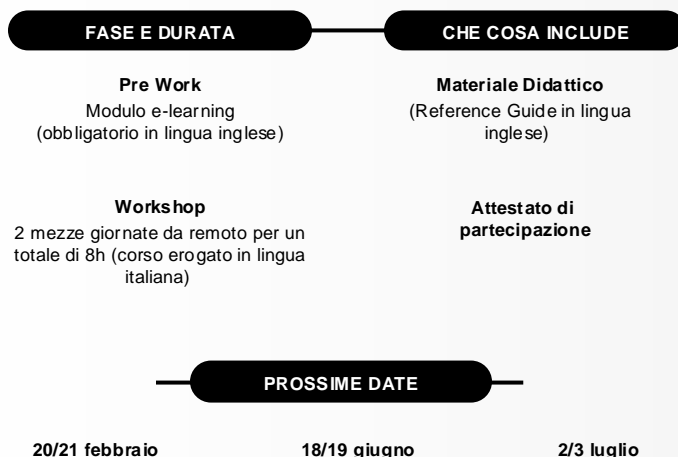 FASE E DURATA
CHE COSA INCLUDE
Pre Work
Modulo e-learning
(obbligatorio in lingua inglese)
Materiale Didattico
(Reference Guide in lingua
inglese)
Workshop
2 mezze giornate da remoto per un
totale di 8h (corso erogato in lingua
italiana)
Attestato di
partecipazione
PROSSIME DATE
20/21 febbraio
18/19 giugno
2/3 luglio